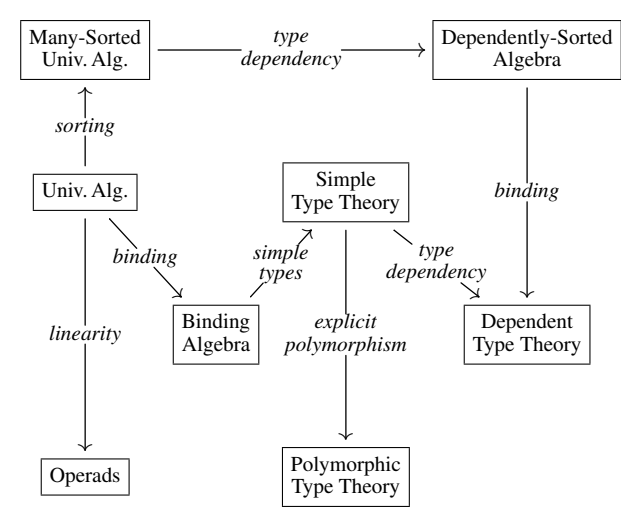 Many-Sorted
Univ. Alg.
type
dependency
Dependently-Sorted
Algebra
sorting
Univ. Alg.
Simple
Type Theory
binding
binding
simple
types
type
dependency
linearity
Binding
Algebra
explicit
polymorphism
Dependent
Type Theory
Operads
Polymorphic
Type Theory